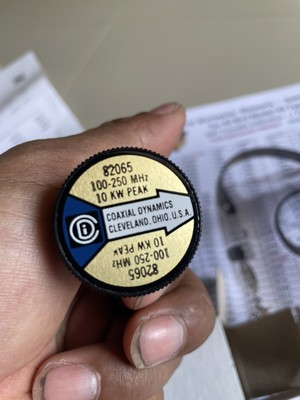 82065
100-250 MHz
10 KW PEAK
COAXIAL DYNAMICS
CLEVELAND, OHIO, U.S.A.
82065
100-250 MHz
10 KW PEAK